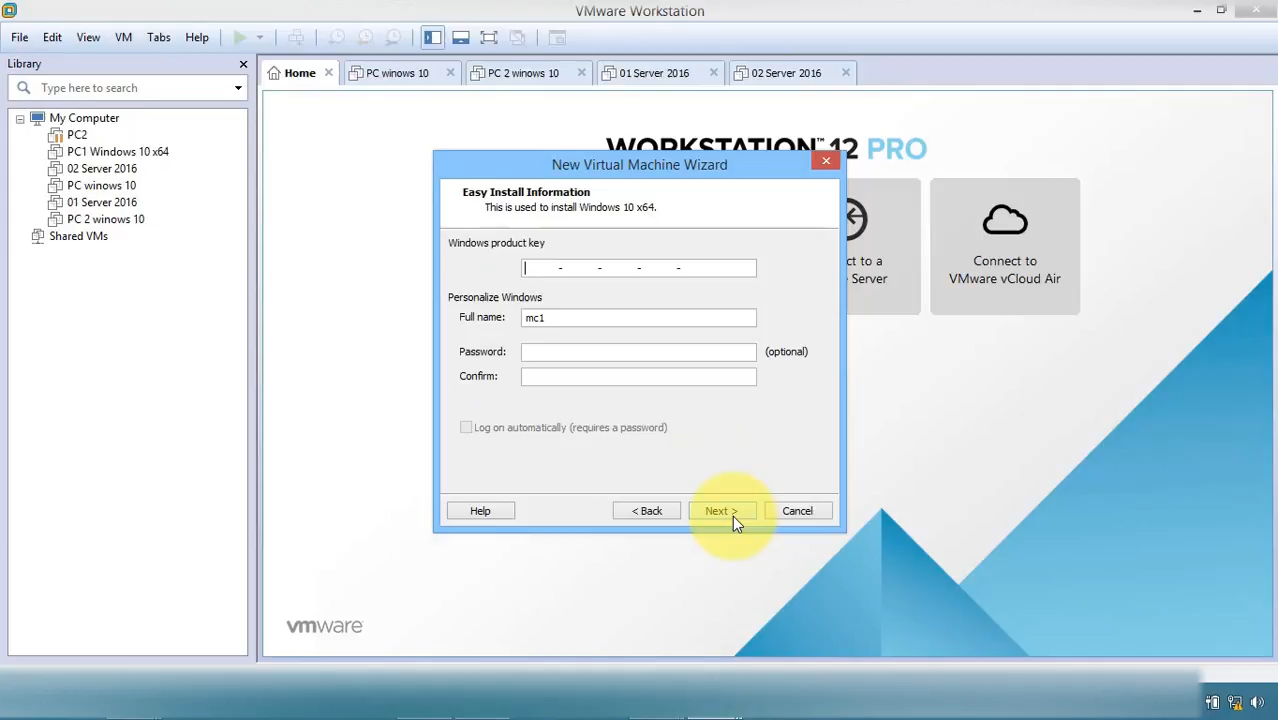 VMware Workstation
File Edit View VM Tabs Help
Library
Type here to search
My Computer
PC2
PC1 Windows 10 x64
02 Server 2016
PC winows 10
01 Server 2016
PC 2 winows 10
Shared VMs
Home PC winows 10 PC 2 winows 10 01 Server 2016 02 Server 2016
WORKSTATION™ 12 PRO
New Virtual Machine Wizard
Easy Install Information
This is used to install Windows 10 x64.
Windows product key
- - - -
Personalize Windows
Full name: mc1
Password: (optional)
Confirm:
Log on automatically (requires a password)
Help < Back Next > Cancel
to a
Server
Connect to
VMware vCloud Air
vmware